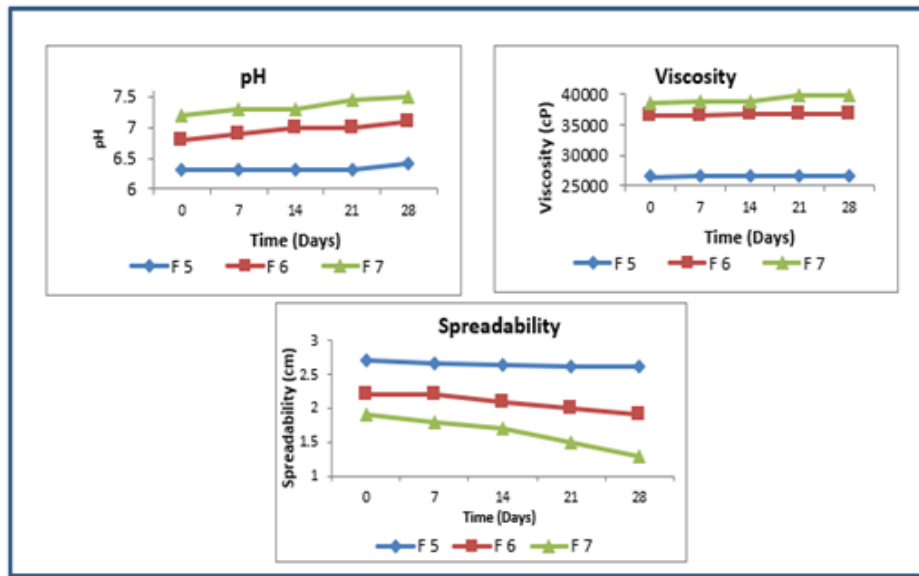 pH
7.5
7
6.5
6
pH
0 7 14 21 28
Time (Days)
F 5 F 6 F 7
Viscosity
40000
35000
30000
25000
Viscosity (cP)
0 7 14 21 28
Time (Days)
F 5 F 6 F 7
Spreadability
3
2.5
2
1.5
1
Spreadability (cm)
0 7 14 21 28
Time (Days)
F 5 F 6 F 7